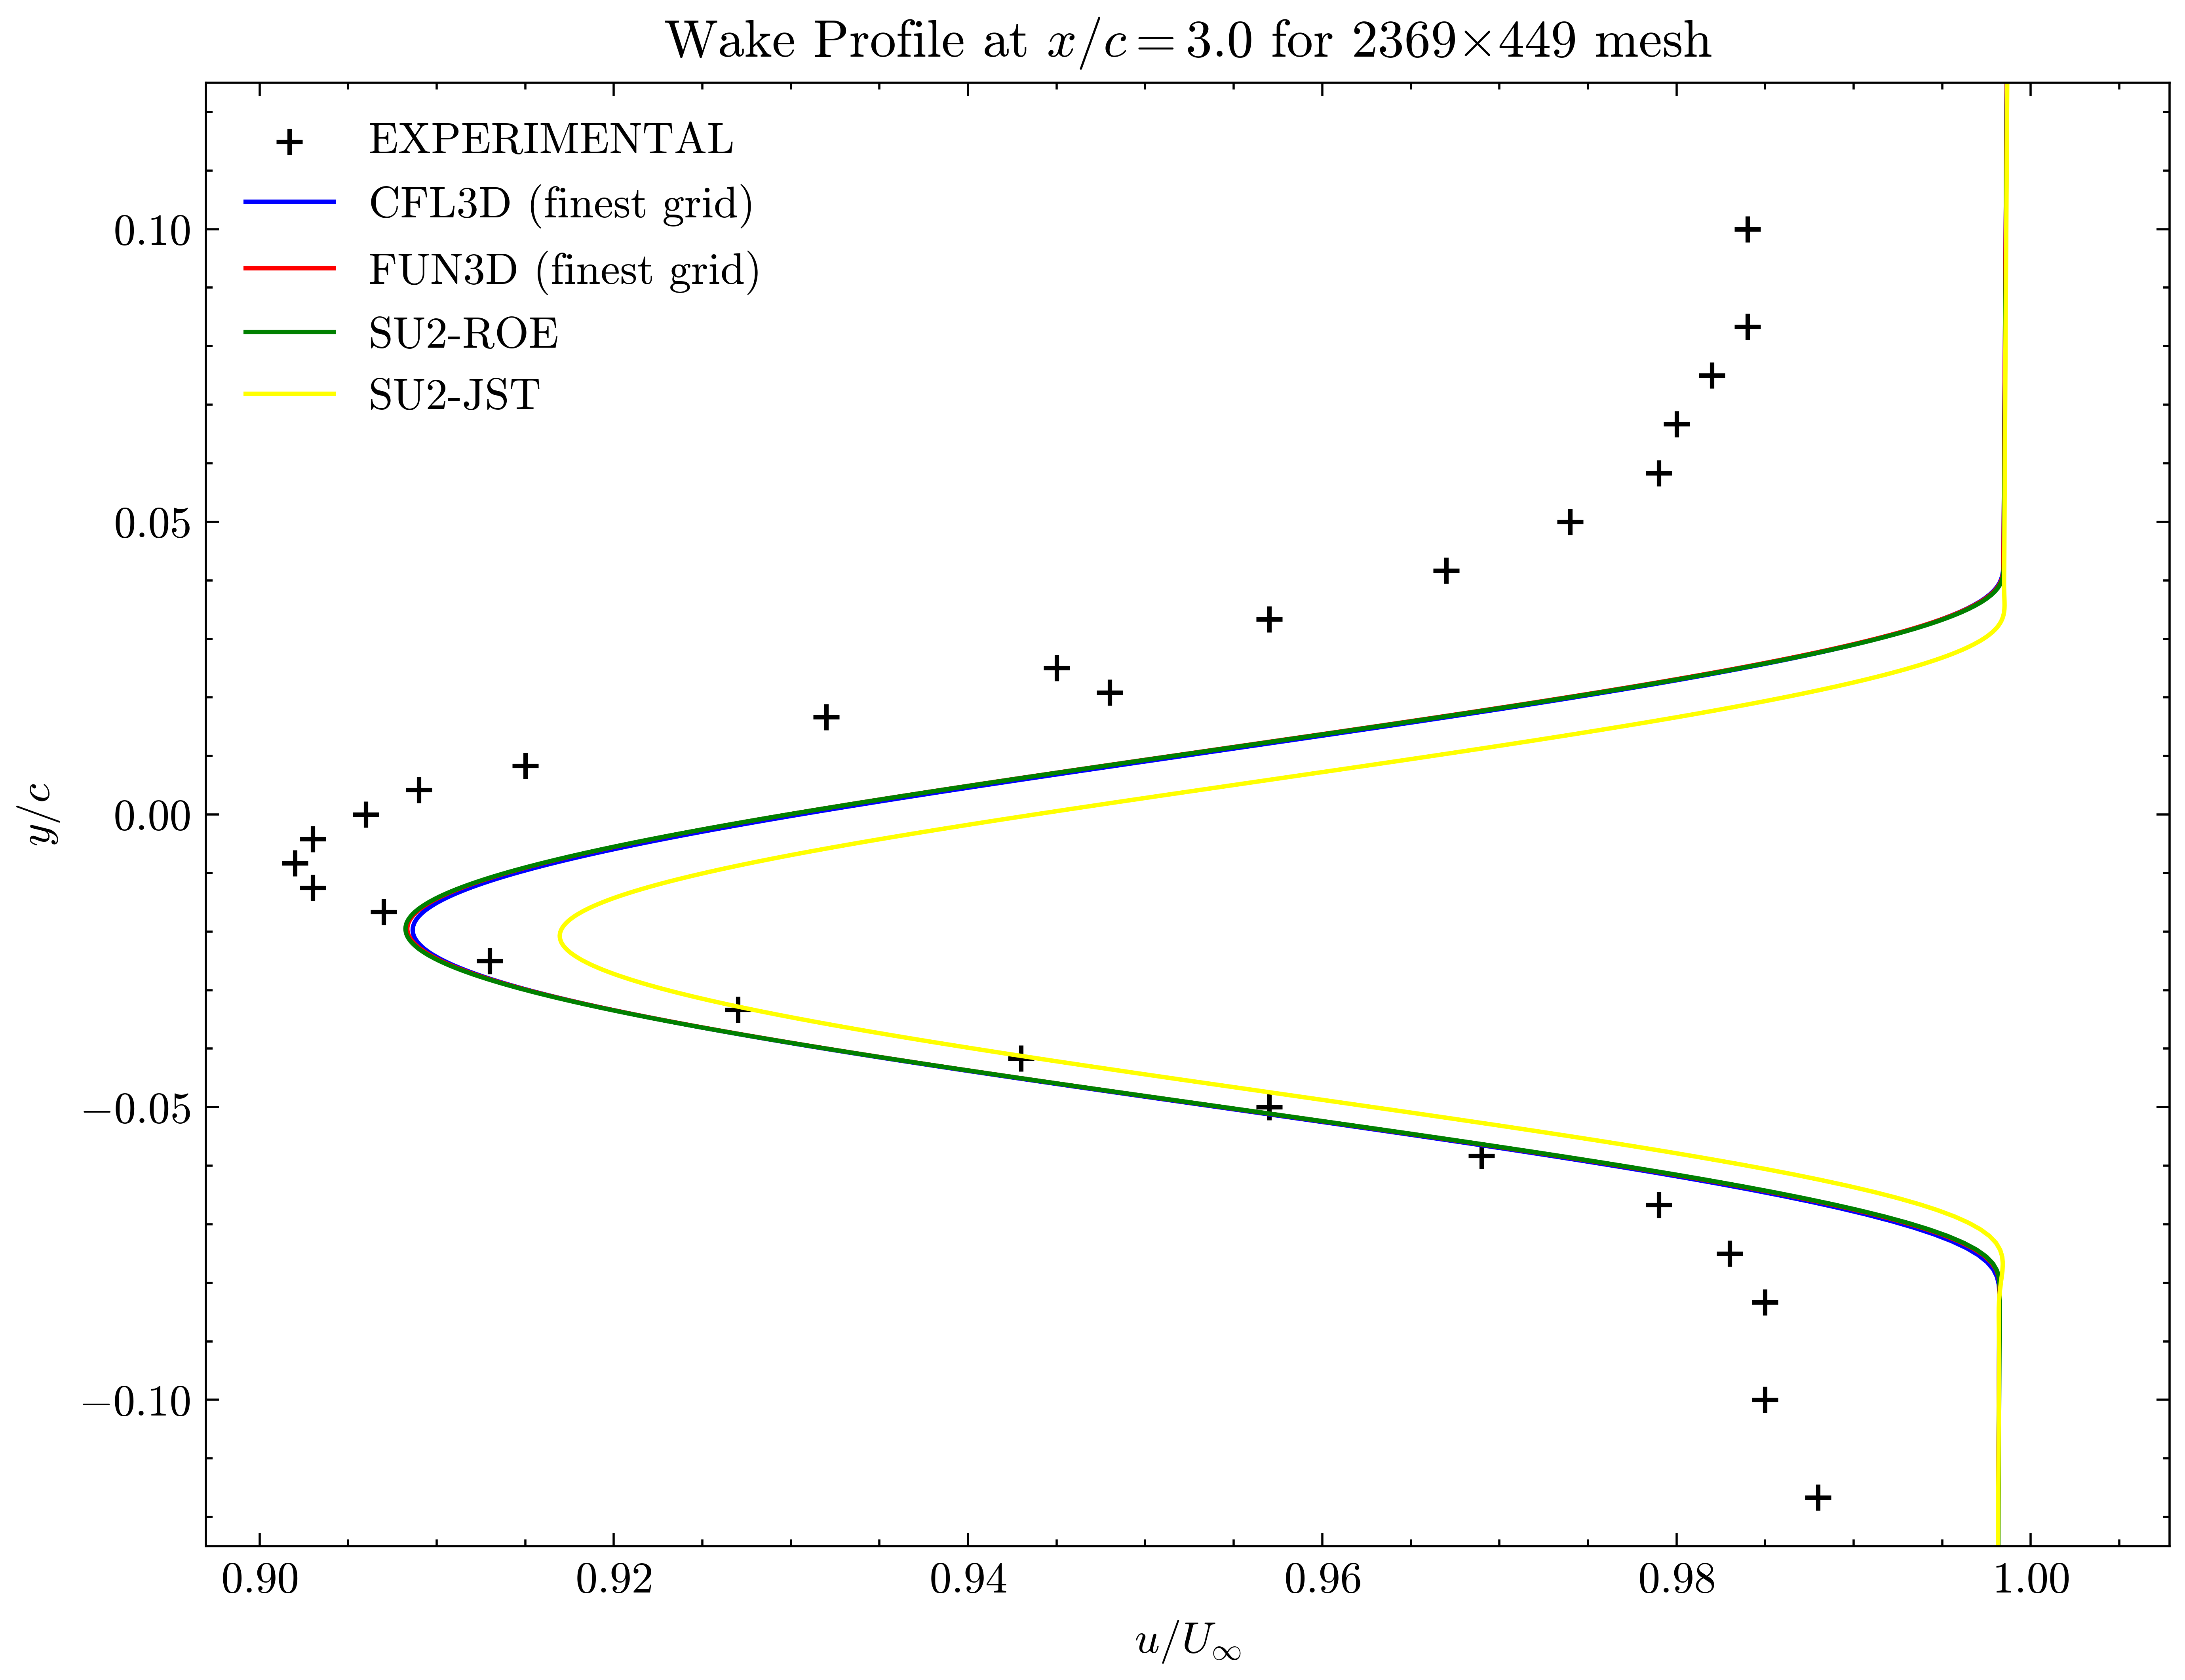 Wake Profile at x/c = 3.0 for 2369×449 mesh
EXPERIMENTAL
CFL3D (finest grid)
FUN3D (finest grid)
SU2-ROE
SU2-JST
0.10
0.05
0.00
−0.05
−0.10
y/c
0.90 0.92 0.94 0.96 0.98 1.00
u/U∞